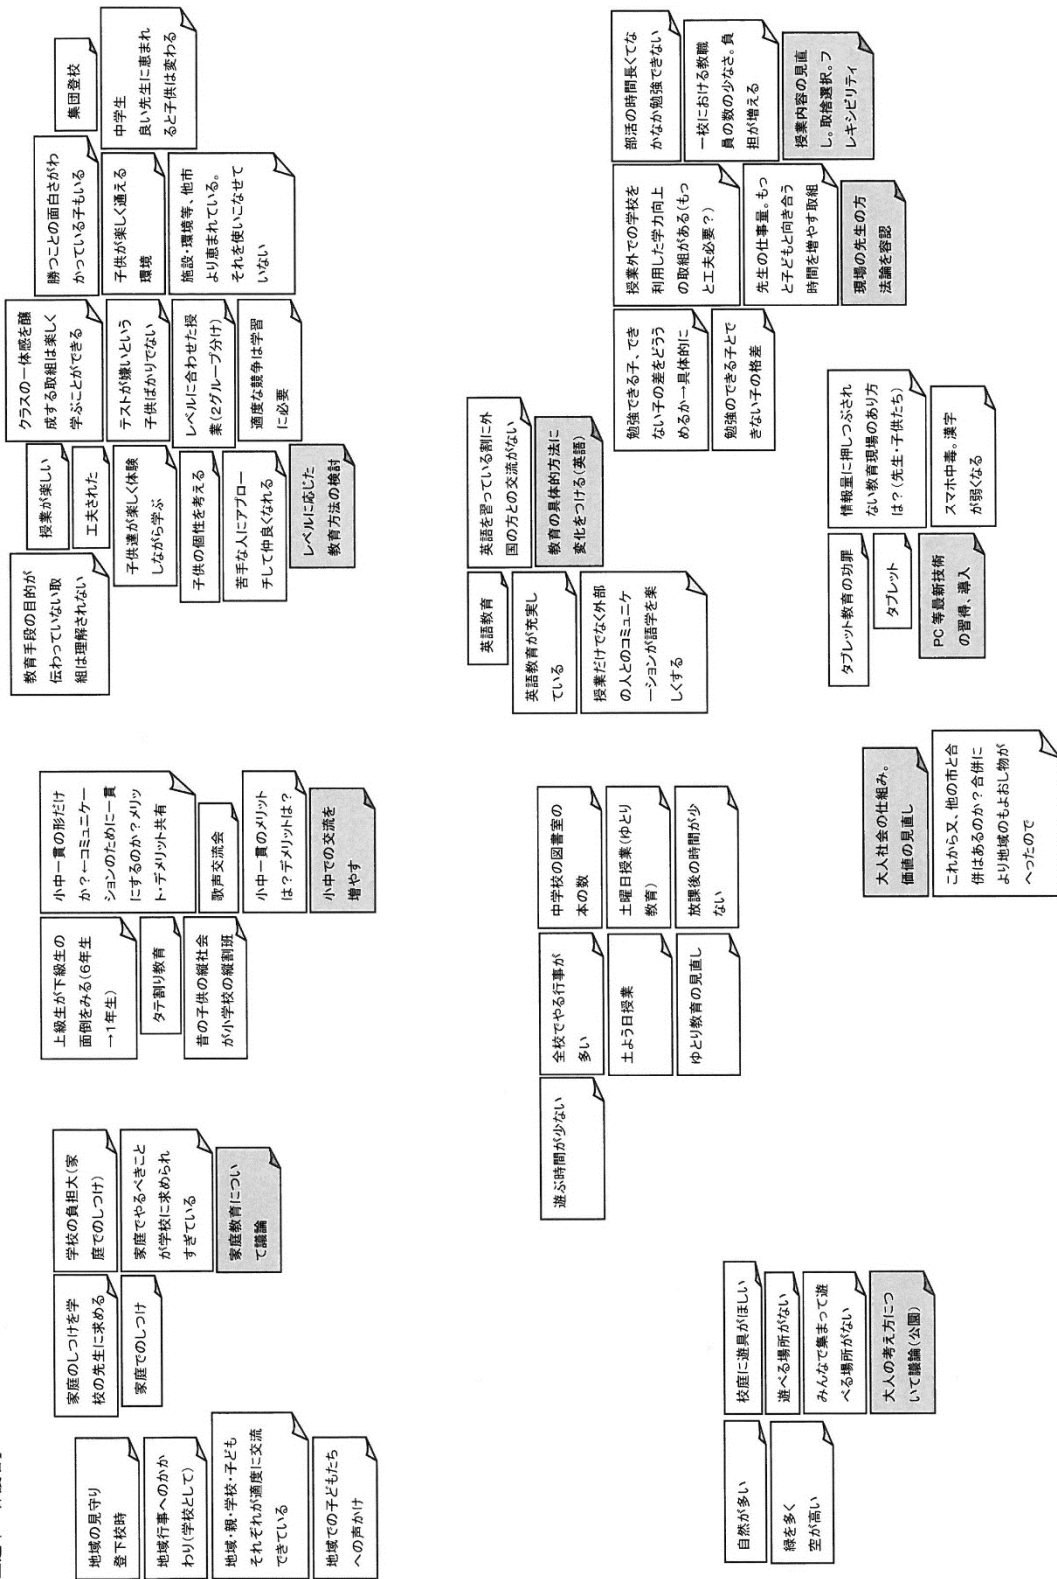 地域の見守り
登下校時
地域行事へのかか
わり(学校として)
地域・親・学校・子ども
それぞれが適度に交流
できている
地域での子どもたち
への声かけ
家庭のしつけを学
校の先生に求める
家庭でのしつけ
学校の負担大(家
庭でのしつけ)
家庭でやるべきこと
が学校に求められ
すぎている
家庭教育につい
て議論
上級生が下級生の
面倒をみる(6年生
→1年生)
タテ割り教育
昔の子供の縦社会
が小学校の縦割班
小中一貫の形だけ
か?←コミュニケー
ションのために一貫
にするのか?メリッ
ト・デメリット共有
歌声交流会
小中一貫のメリット
は?デメリットは?
小中での交流を
増やす
教育手段の目的が
伝わっていない取
組は理解されない
授業が楽しい
工夫された
子供達が楽しく体験
しながら学ぶ
子供の個性を考える
苦手な人にアプロー
チして仲良くなれる
レベルに応じた
教育方法の検討
クラスの一体感を醸
成する取組は楽しく
学ぶことができる
テストが嫌いという
子供ばかりでない
レベルに合わせた授
業(2グループ分け)
適度な競争は学習
に必要
勝つことの面白さがわ
かっている子もいる
子供が楽しく通える
環境
施設・環境等、他市
より恵まれている。
それを使いこなせて
いない
集団登校
中学生
良い先生に恵まれ
ると子供は変わる
自然が多い
緑を多く
空が高い
校庭に遊具がほしい
遊べる場所がない
みんなで集まって遊
べる場所がない
大人の考え方につ
いて議論(公園)
遊ぶ時間が少ない
全校でやる行事が
多い
土よう日授業
ゆとり教育の見直し
中学校の図書室の
本の数
土曜日授業(ゆとり
教育)
放課後の時間が少
ない
英語教育
英語教育が充実し
ている
授業だけでなく外部
の人とのコミュニケ
ーションが語学を楽
しくする
英語を習っている割に外
国の方との交流がない
教育の具体的方法に
変化をつける(英語)
勉強できる子、でき
ない子の差をどうう
めるか→具体的に
勉強のできる子とで
きない子の格差
授業外での学校を
利用した学力向上
の取組がある(もっ
と工夫必要?)
先生の仕事量。もっ
と子どもと向き合う
時間を増やす取組
現場の先生の方
法論を容認
部活の時間長くてな
かなか勉強できない
一校における教職
員の数の少なさ。負
担が増える
授業内容の見直
し。取捨選択。フ
レキシビリティ
大人社会の仕組み。
価値の見直し
これから又、他の市と合
併はあるのか?合併に
より地域のもよおし物が
へったので
タブレット教育の功罪
タブレット
PC等最新技術
の習得、導入
情報量に押しつぶされ
ない教育現場のあり方
は?(先生・子供たち)
スマホ中毒。漢字
が弱くなる